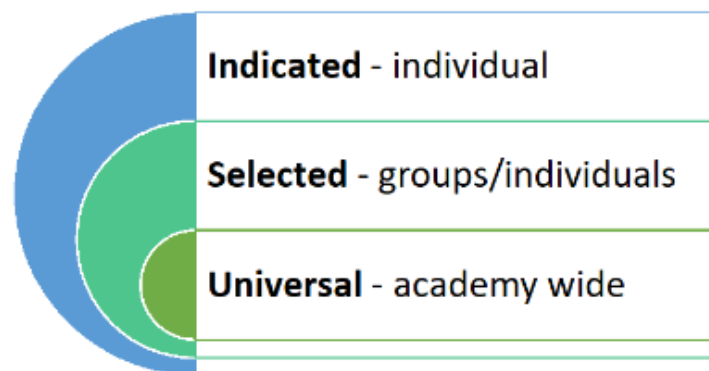 Indicated - individual
Selected - groups/individuals
Universal - academy wide